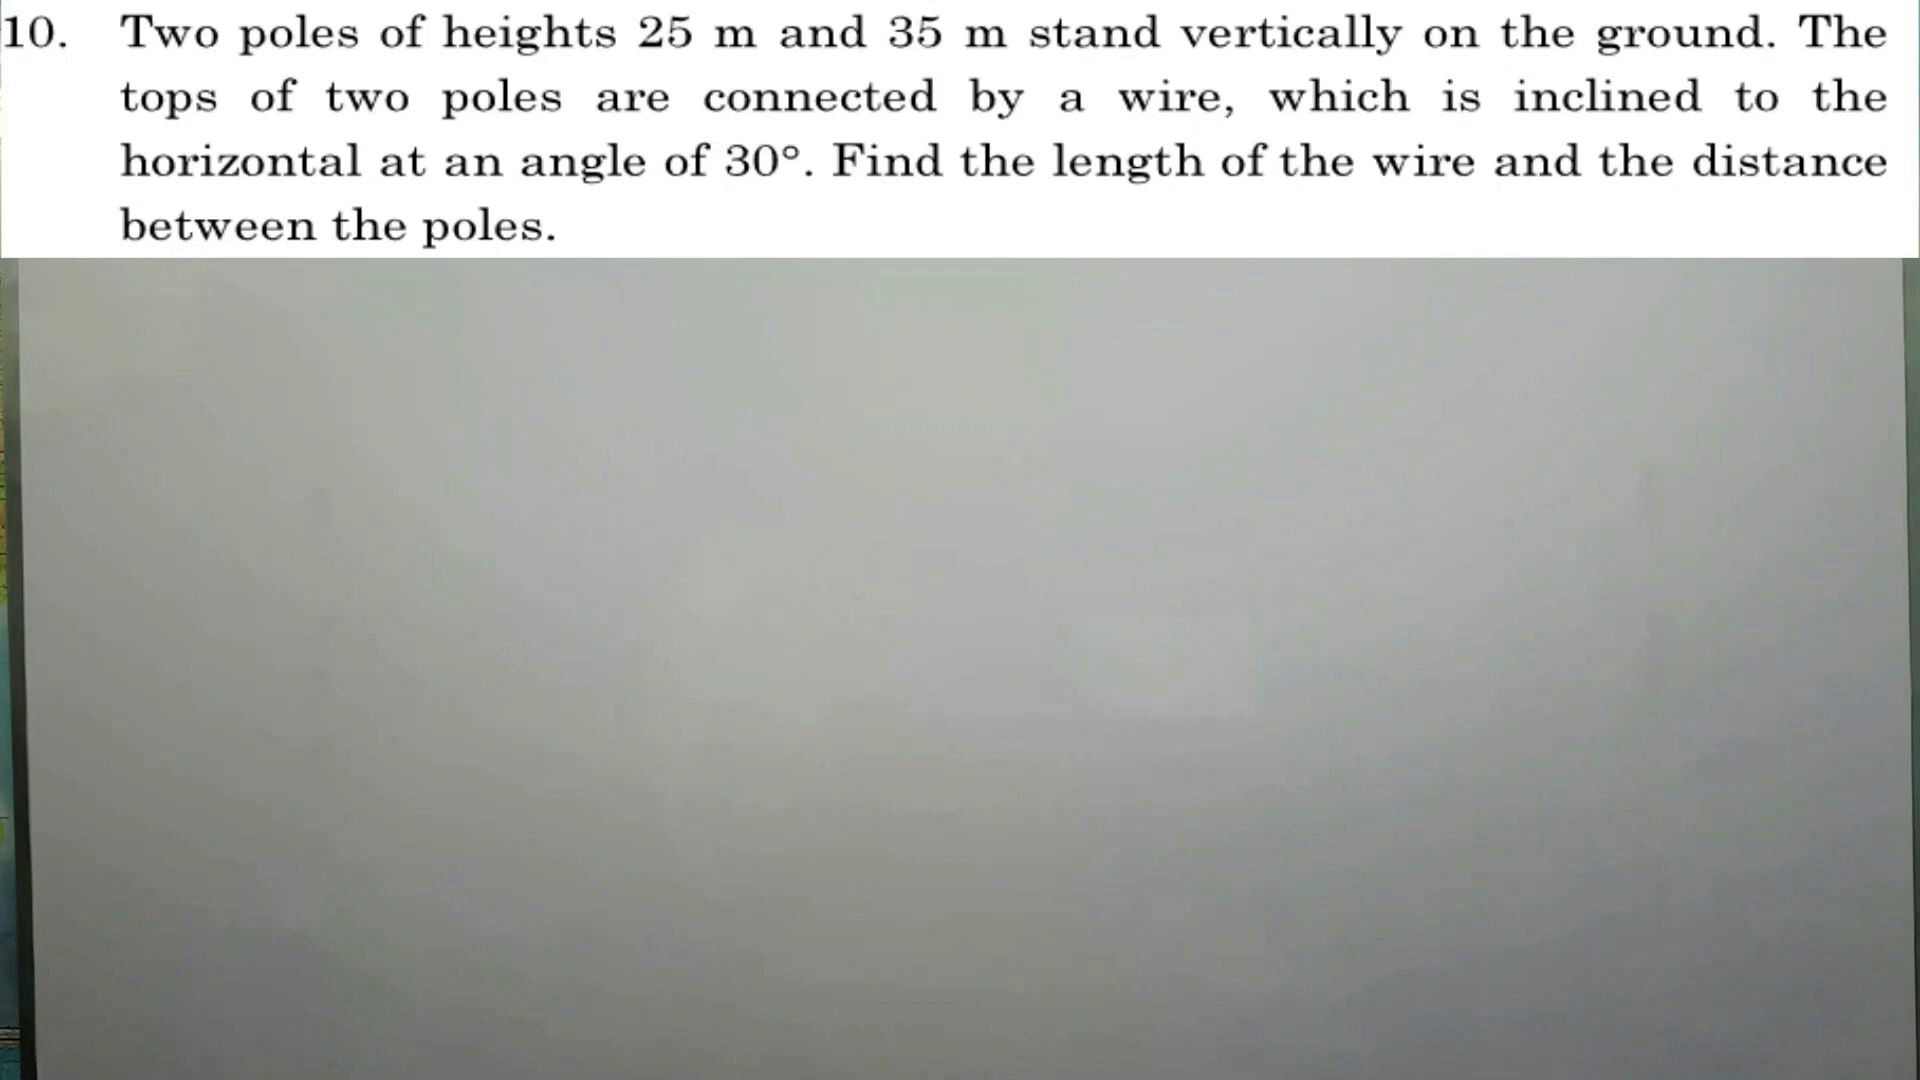 10. Two poles of heights 25 m and 35 m stand vertically on the ground. The
tops of two poles are connected by a wire, which is inclined to the
horizontal at an angle of 30°. Find the length of the wire and the distance
between the poles.